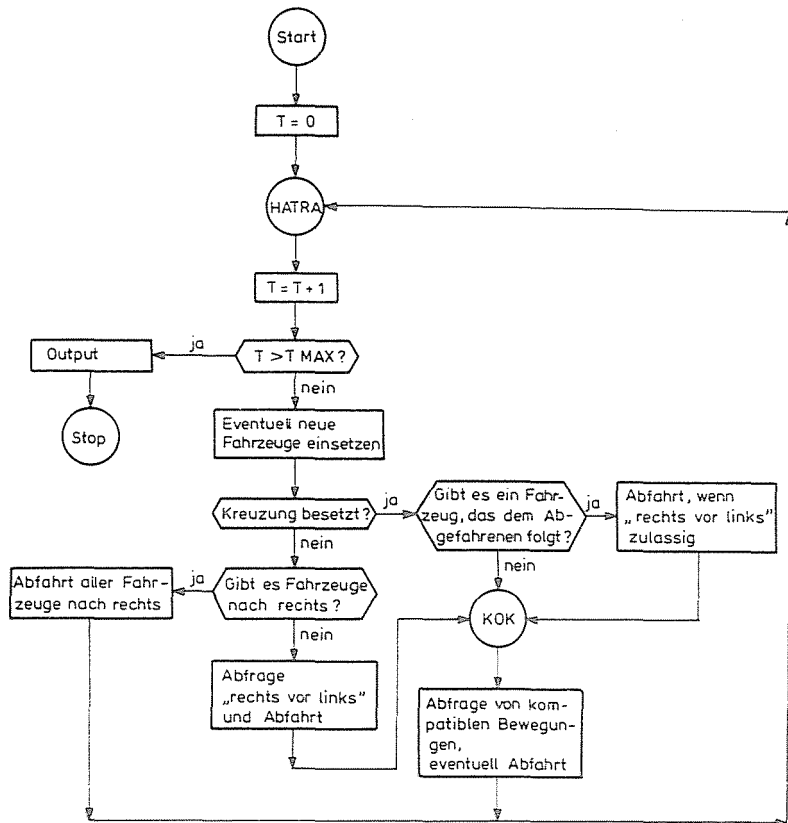 Start
T = 0
HATRA
T = T + 1
T > T MAX?
ja
Output
Stop
nein
Eventuell neue
Fahrzeuge einsetzen
Kreuzung besetzt?
ja
Gibt es ein Fahr-
zeug, das dem Ab-
gefahrenen folgt?
ja
Abfahrt, wenn
„rechts vor links”
zulassig
nein
nein
Gibt es Fahrzeuge
nach rechts?
ja
Abfahrt aller Fahr-
zeuge nach rechts
KOK
nein
Abfrage
„rechts vor links”
und Abfahrt
Abfrage von kom-
patiblen Bewegun-
gen,
eventuell Abfahrt